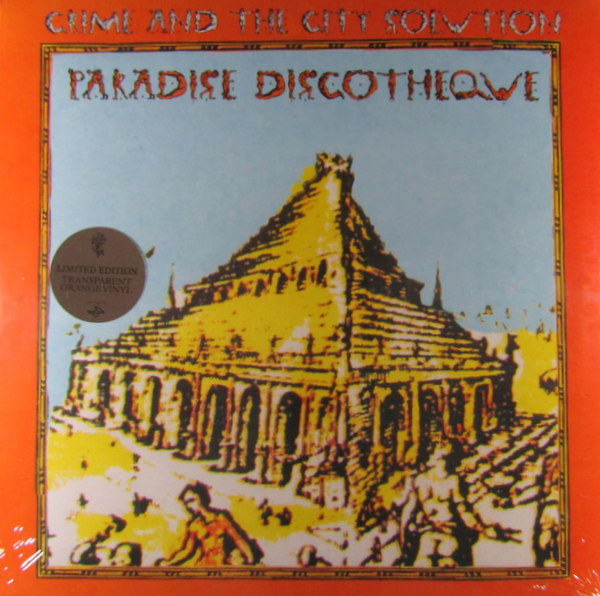 CRIME AND THE CITY SOLUTION
PARADISE DISCOTHEQUE
LIMITED EDITION
TRANSPARENT
ORANGE VINYL